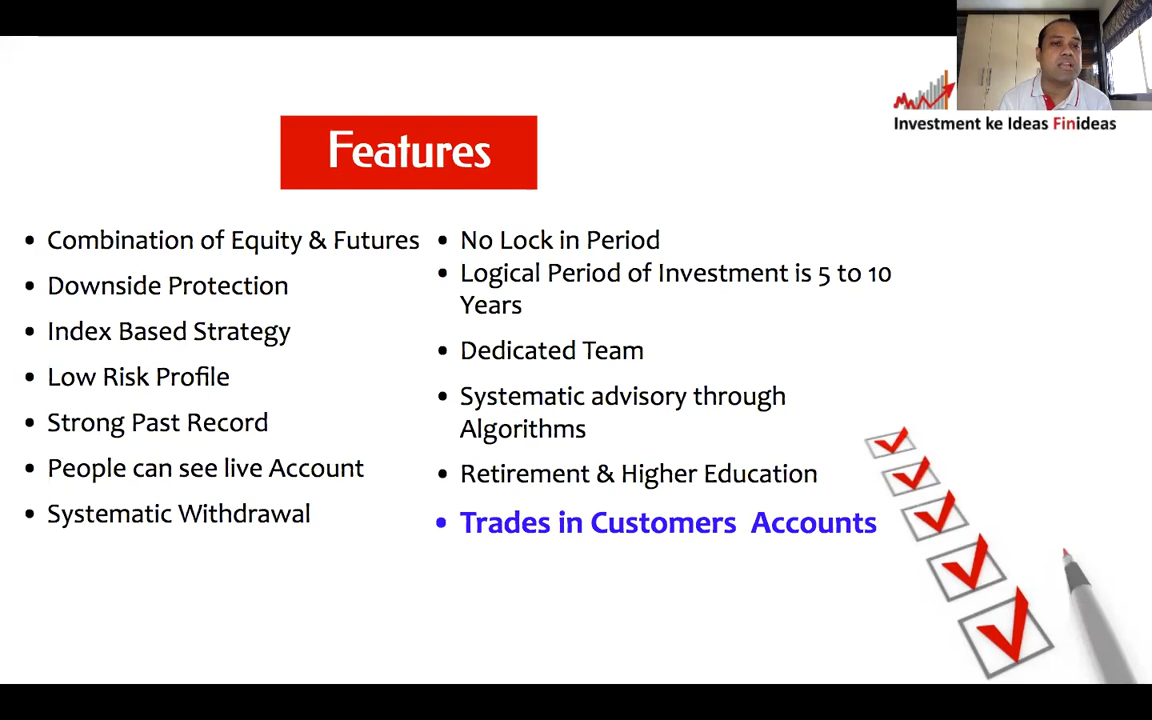 Investment ke Ideas Finideas
Features
• Combination of Equity & Futures
• Downside Protection
• Index Based Strategy
• Low Risk Profile
• Strong Past Record
• People can see live Account
• Systematic Withdrawal
• No Lock in Period
• Logical Period of Investment is 5 to 10
Years
• Dedicated Team
• Systematic advisory through
Algorithms
• Retirement & Higher Education
• Trades in Customers Accounts